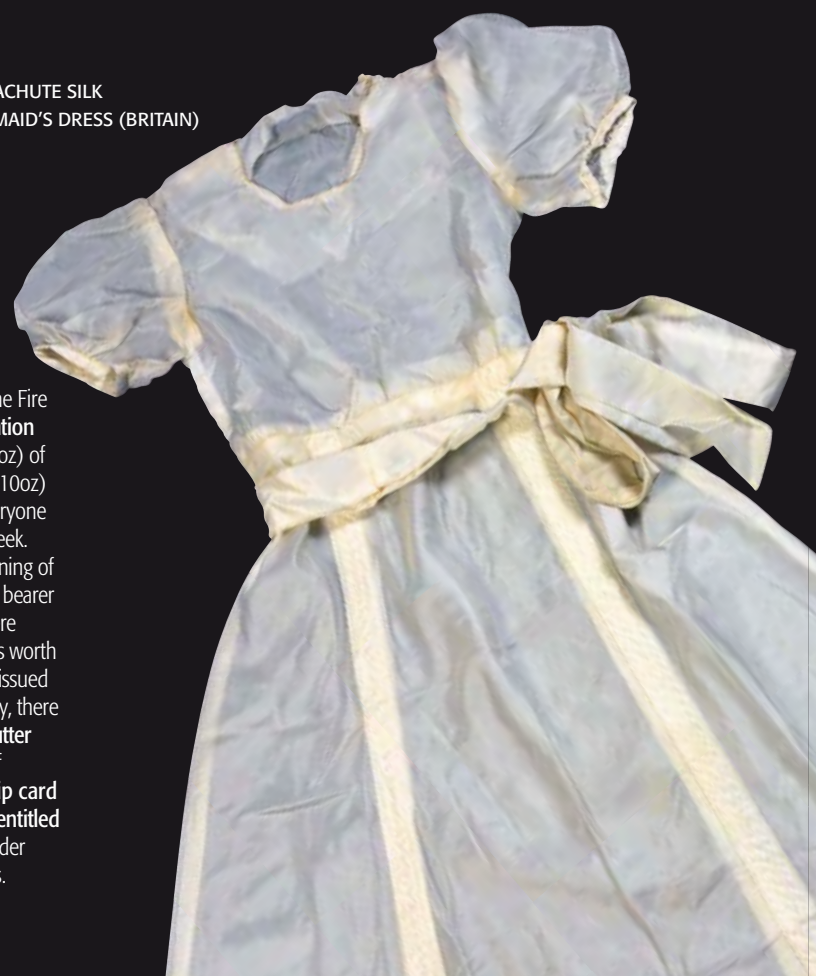 ACHUTE SILK
MAID'S DRESS (BRITAIN)
ne Fire
tion
oz) of
10oz)
ryone
eek.
ning of
bearer
re
s worth
issued
y, there
utter
ip card
entitled
der
s.